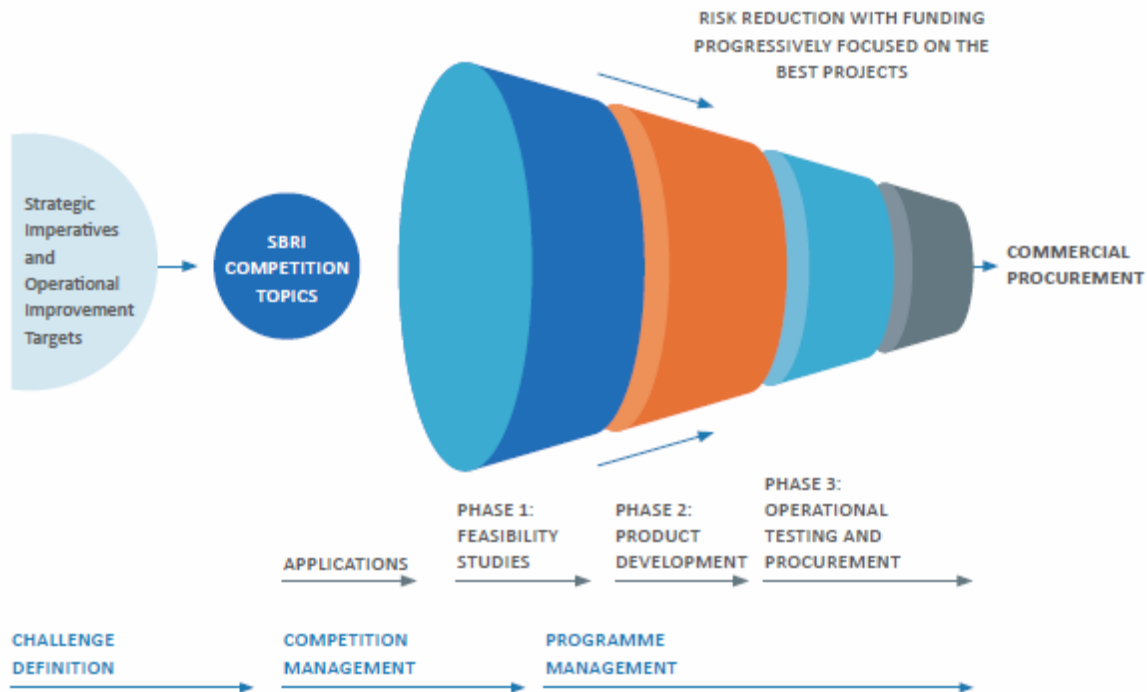 RISK REDUCTION WITH FUNDING
PROGRESSIVELY FOCUSED ON THE
BEST PROJECTS
Strategic
Imperatives
and
Operational
Improvement
Targets
SBRI
COMPETITION
TOPICS
COMMERCIAL
PROCUREMENT
APPLICATIONS
PHASE 1:
FEASIBILITY
STUDIES
PHASE 2:
PRODUCT
DEVELOPMENT
PHASE 3:
OPERATIONAL
TESTING AND
PROCUREMENT
CHALLENGE
DEFINITION
COMPETITION
MANAGEMENT
PROGRAMME
MANAGEMENT